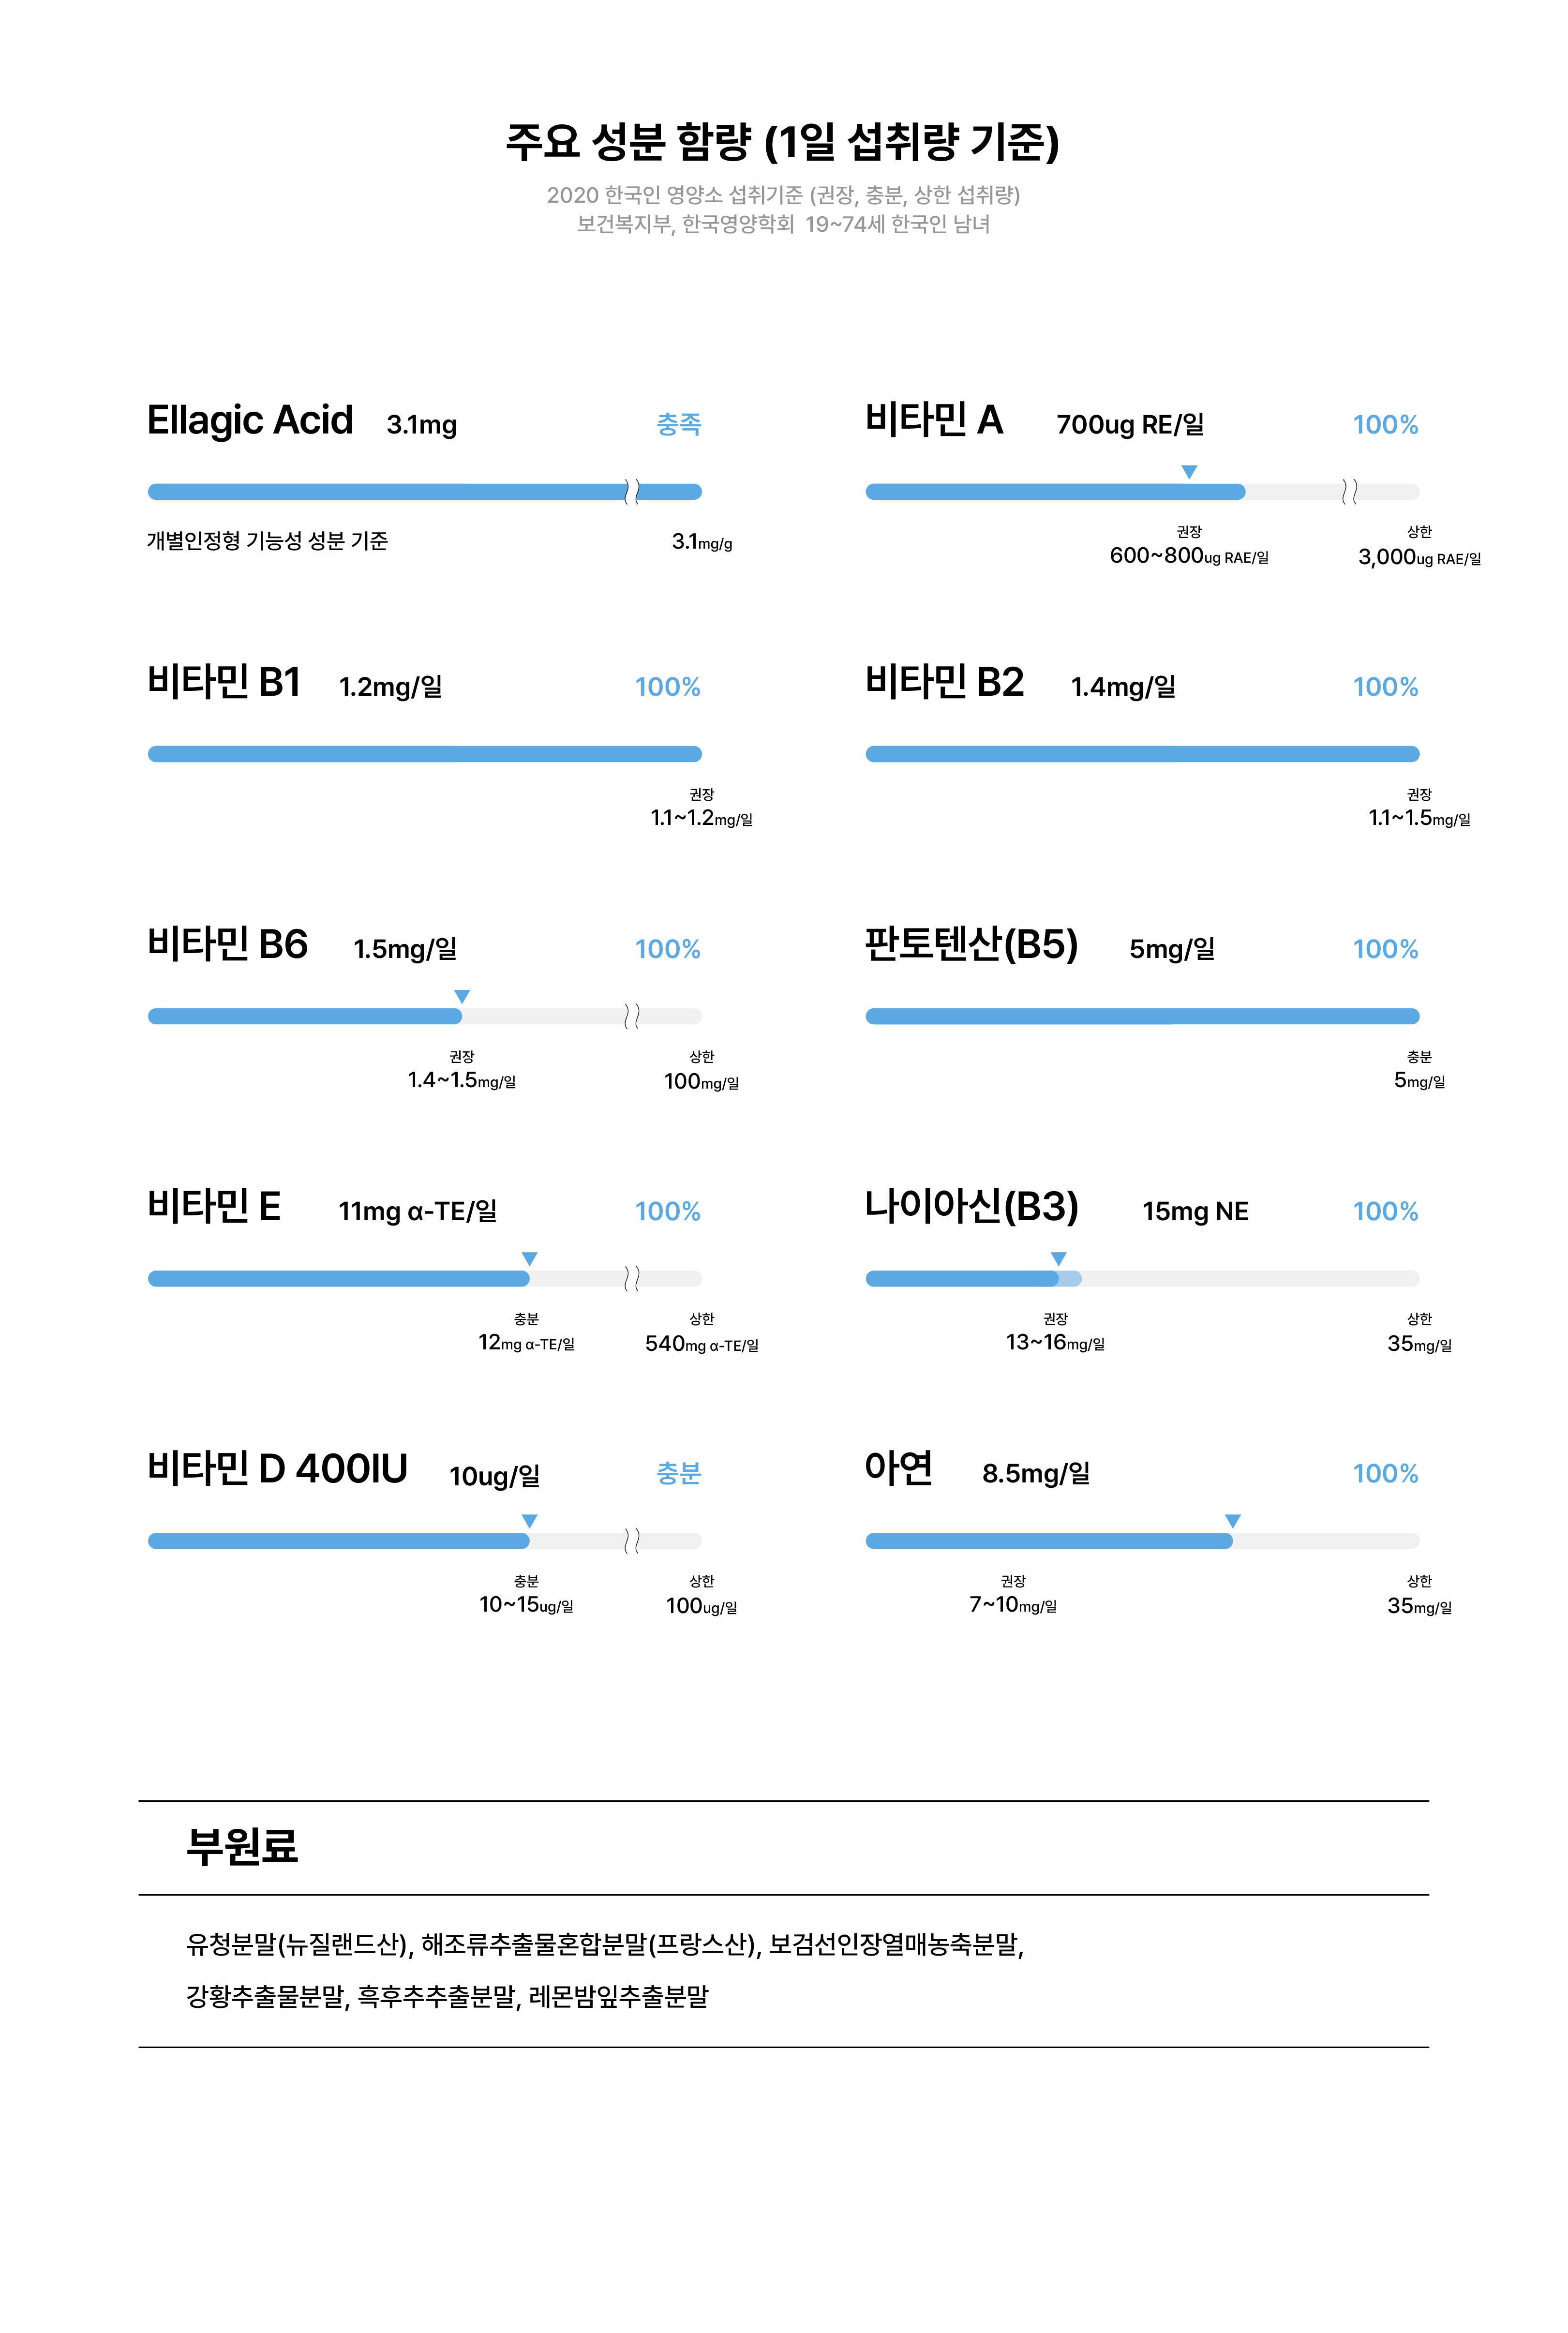 주요 성분 함량 (1일 섭취량 기준)
2020 한국인 영양소 섭취기준 (권장, 충분, 상한 섭취량)
보건복지부, 한국영양학회 19~74세 한국인 남녀
Ellagic Acid 3.1mg 충족
개별인정형 기능성 성분 기준 3.1mg/g
비타민 A 700ug RE/일 100%
권장 상한
600~800ug RAE/일 3,000ug RAE/일
비타민 B1 1.2mg/일 100%
권장
1.1~1.2mg/일
비타민 B2 1.4mg/일 100%
권장
1.1~1.5mg/일
비타민 B6 1.5mg/일 100%
권장 상한
1.4~1.5mg/일 100mg/일
판토텐산(B5) 5mg/일 100%
충분
5mg/일
비타민 E 11mg α-TE/일 100%
충분 상한
12mg α-TE/일 540mg α-TE/일
나이아신(B3) 15mg NE 100%
권장 상한
13~16mg/일 35mg/일
비타민 D 400IU 10ug/일 충분
충분 상한
10~15ug/일 100ug/일
아연 8.5mg/일 100%
권장 상한
7~10mg/일 35mg/일
부원료
유청분말(뉴질랜드산), 해조류추출물혼합분말(프랑스산), 보검선인장열매농축분말,
강황추출물분말, 흑후추추출분말, 레몬밤잎추출분말